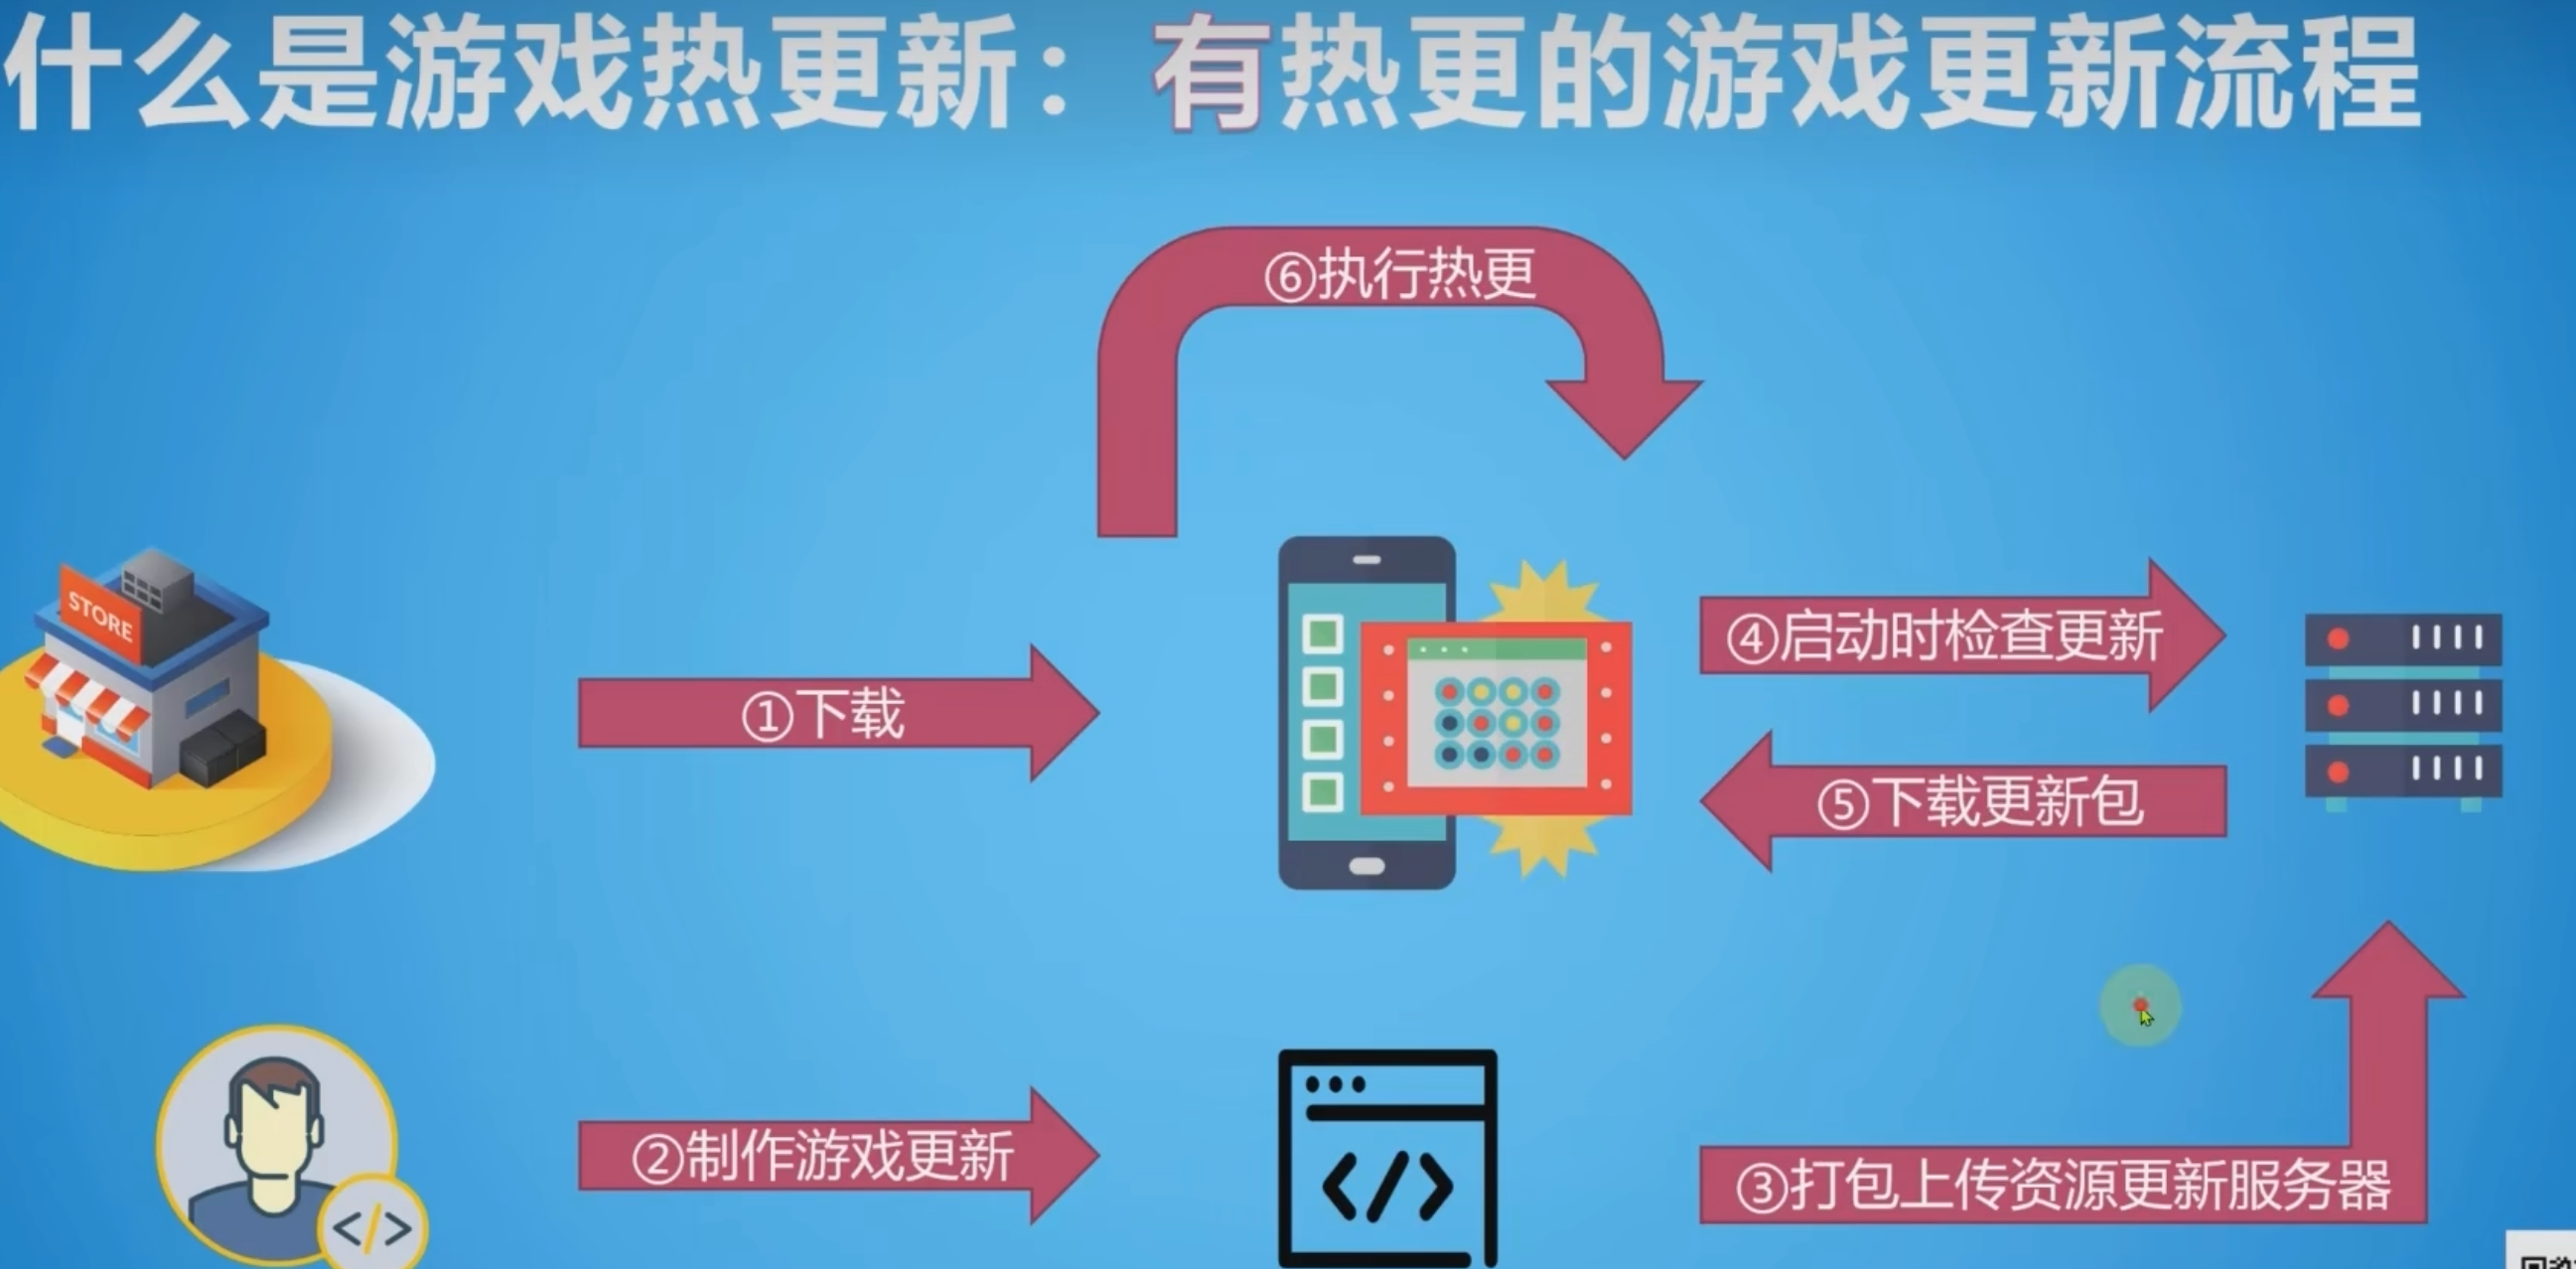 什么是游戏热更新：有热更的游戏更新流程
⑥执行热更
STORE
①下载
④启动时检查更新
⑤下载更新包
②制作游戏更新
</>
</>
③打包上传资源更新服务器